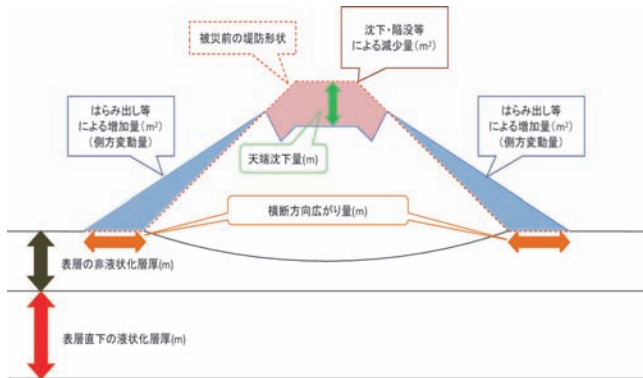 被災前の堤防形状
沈下・陥没等
による減少量(m²)
はらみ出し等
による増加量(m²)
(側方変動量)
はらみ出し等
による増加量(m²)
(側方変動量)
天端沈下量(m)
横断方向広がり量(m)
表層の非液状化層厚(m)
表層直下の液状化層厚(m)